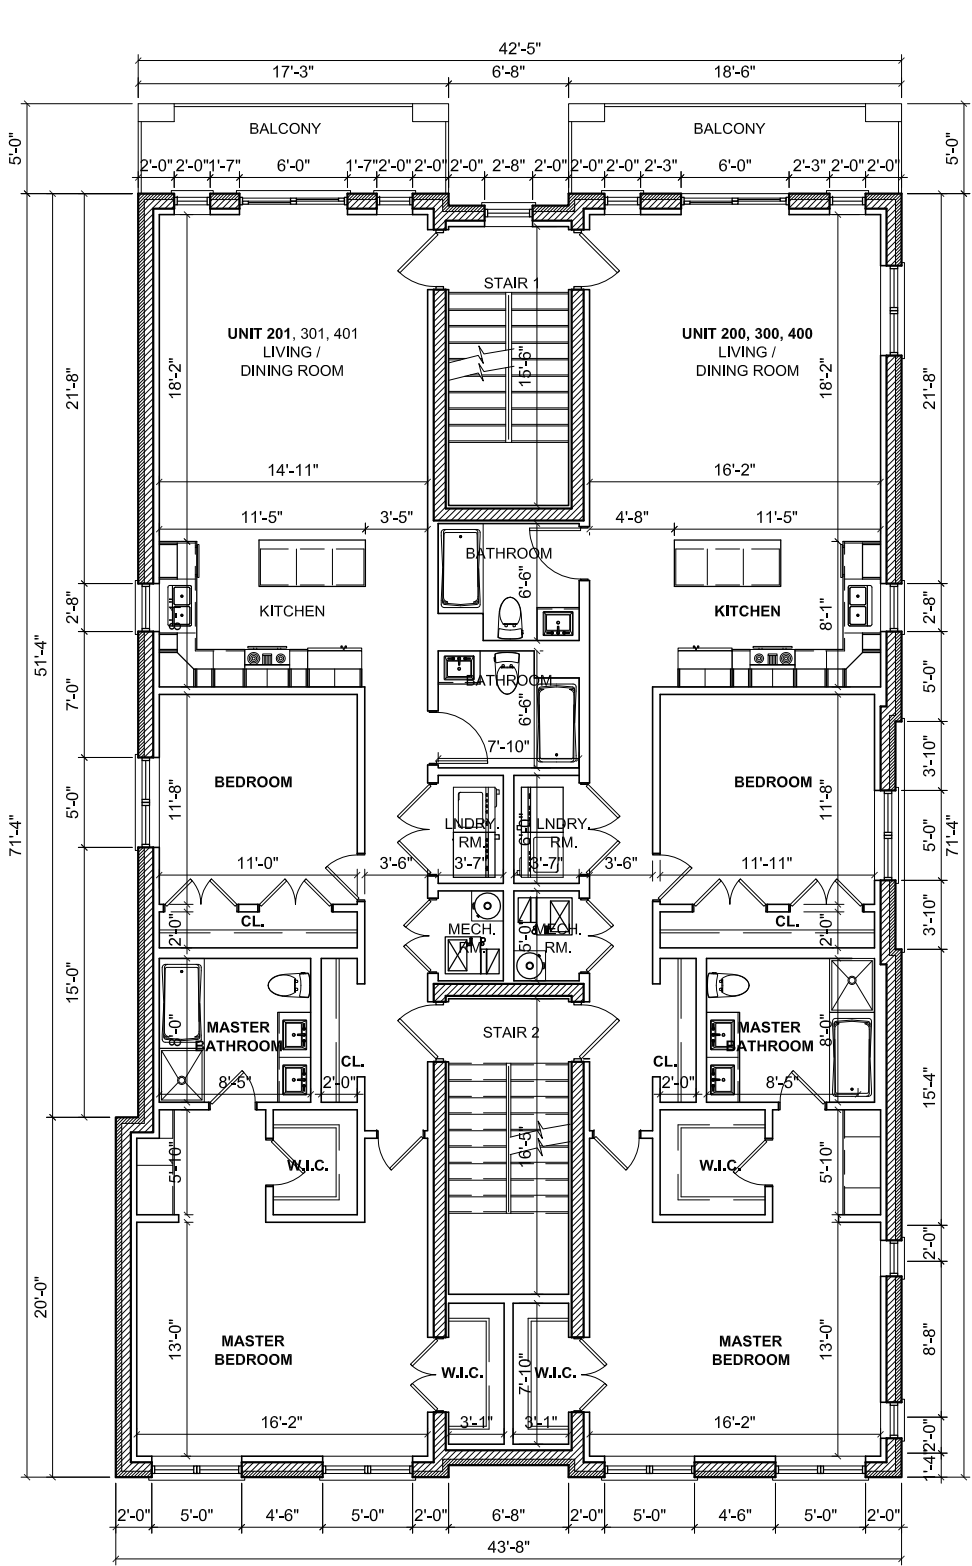 42'-5"
17'-3" 6'-8" 18'-6"
5'-0" BALCONY BALCONY 5'-0"
2'-0" 2'-0" 1'-7" 6'-0" 1'-7" 2'-0" 2'-0" 2'-0" 2'-8" 2'-0" 2'-0" 2'-0" 2'-3" 6'-0" 2'-3" 2'-0" 2'-0"
STAIR 1
UNIT 201, 301, 401 UNIT 200, 300, 400
LIVING / LIVING /
DINING ROOM DINING ROOM
21'-8" 18'-2" 15'-6" 18'-2" 21'-8"
14'-11" 16'-2"
11'-5" 3'-5" 4'-8" 11'-5"
BATHROOM
6'-6"
2'-8" 8'-1" KITCHEN KITCHEN 8'-1" 2'-8"
51'-4"
5'-0"
BATHROOM
7'-0" 6'-6"
7'-10"
3'-10"
BEDROOM BEDROOM
5'-0" 11'-8" 11'-8"
71'-4" LNDRY. LNDRY. 5'-0" 71'-4"
RM. 6'-0" RM.
11'-0" 3'-6" 3'-7" 3'-7" 3'-6" 11'-11"
3'-10"
CL. CL.
2'-0" MECH. 5'-0" MECH. 2'-0"
RM. RM.
15'-0"
MASTER STAIR 2 MASTER
8'-0" BATHROOM BATHROOM 8'-0"
CL. CL.
8'-5" 2'-0" 2'-0" 8'-5"
15'-4"
5'-10" W.I.C. 16'-5" W.I.C. 5'-10"
2'-0"
20'-0"
MASTER MASTER
13'-0" BEDROOM BEDROOM 13'-0" 8'-8"
W.I.C. 7'-10" W.I.C.
16'-2" 3'-1" 3'-1" 16'-2"
2'-0"
2'-0" 5'-0" 4'-6" 5'-0" 2'-0" 6'-8" 2'-0" 5'-0" 4'-6" 5'-0" 2'-0"
43'-8"